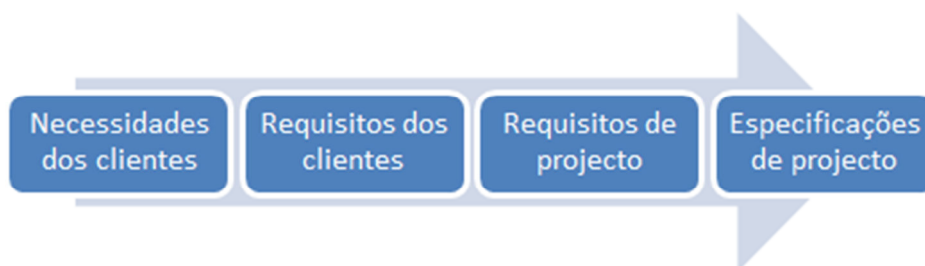 Necessidades
dos clientes
Requisitos dos
clientes
Requisitos de
projecto
Especificações
de projecto